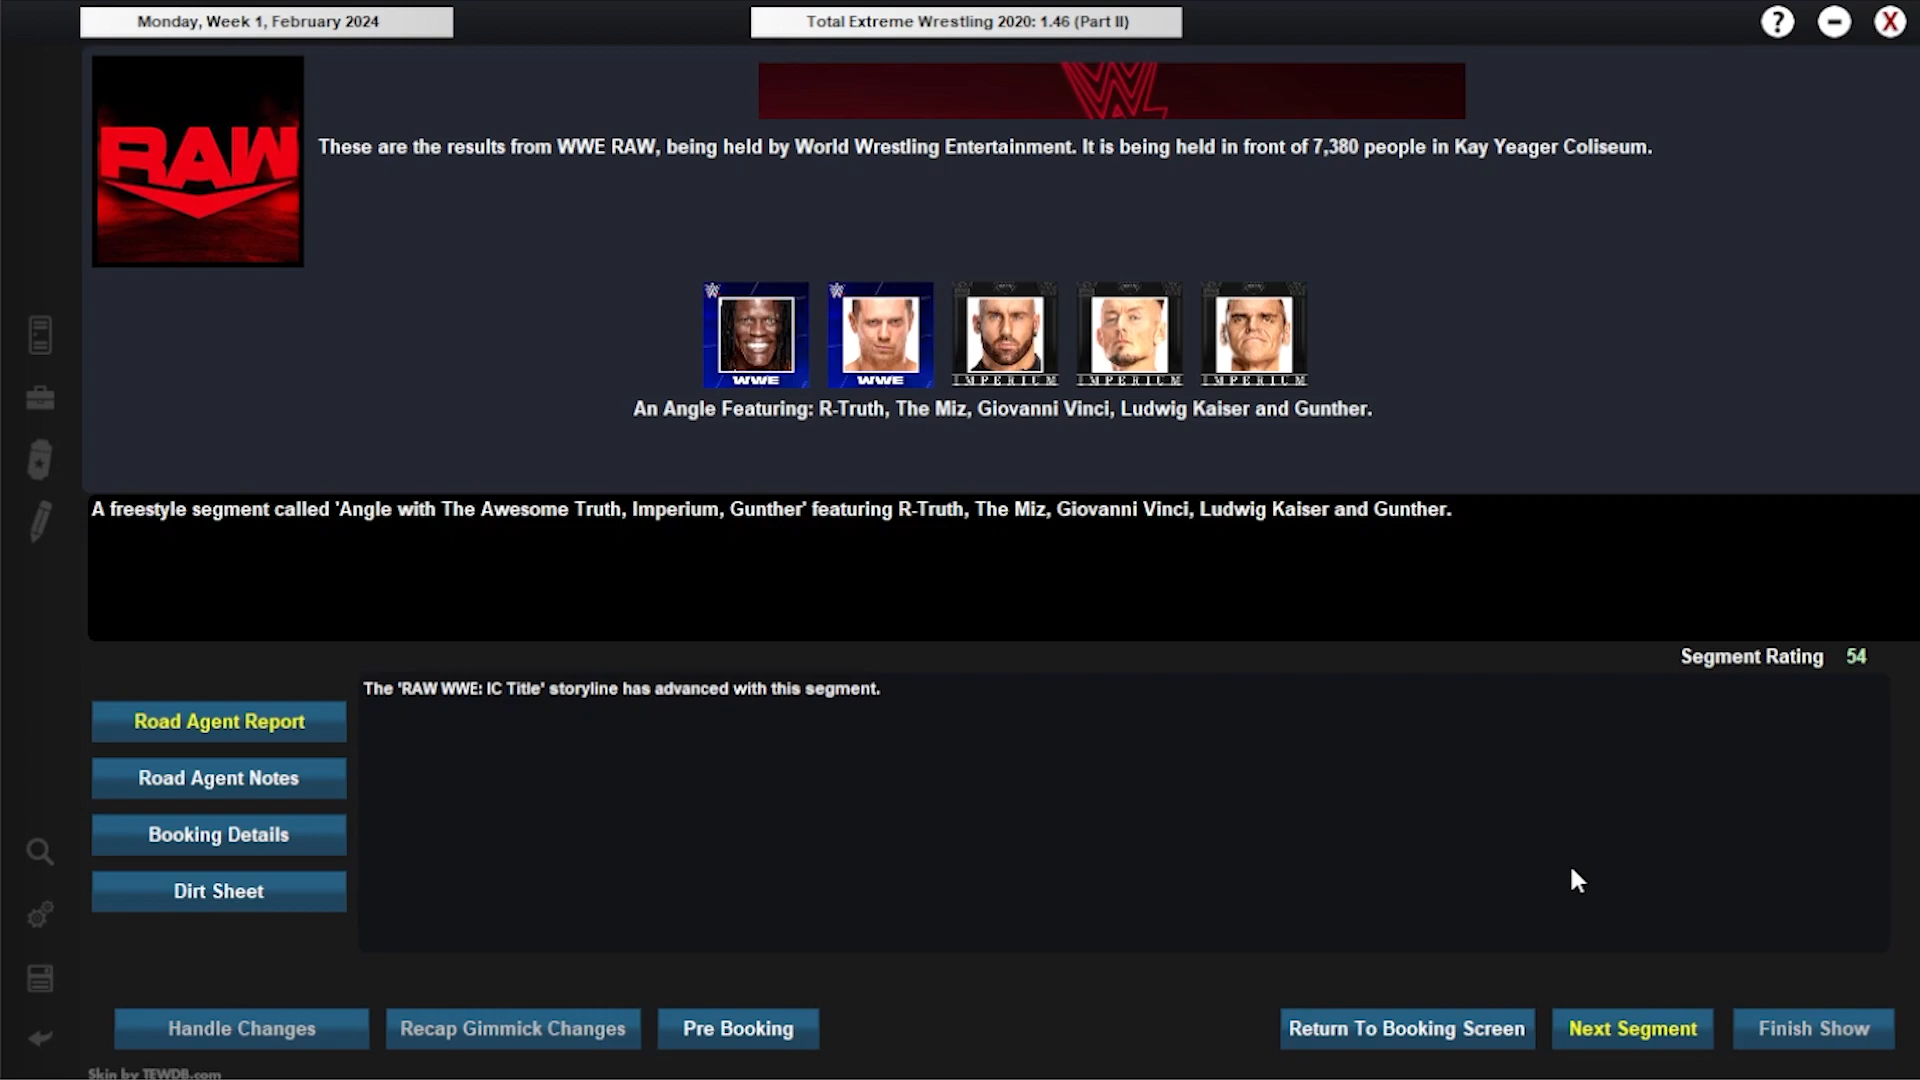 Monday, Week 1, February 2024
Total Extreme Wrestling 2020: 1.46 (Part II)
?
X
RAW
These are the results from WWE RAW, being held by World Wrestling Entertainment. It is being held in front of 7,380 people in Kay Yeager Coliseum.
WWE
WWE
IMPERIUM
IMPERIUM
IMPERIUM
An Angle Featuring: R-Truth, The Miz, Giovanni Vinci, Ludwig Kaiser and Gunther.
A freestyle segment called 'Angle with The Awesome Truth, Imperium, Gunther' featuring R-Truth, The Miz, Giovanni Vinci, Ludwig Kaiser and Gunther.
Segment Rating 54
The 'RAW WWE: IC Title' storyline has advanced with this segment.
Road Agent Report
Road Agent Notes
Booking Details
Dirt Sheet
Handle Changes
Recap Gimmick Changes
Pre Booking
Return To Booking Screen
Next Segment
Finish Show
Skin by TEWDB.com